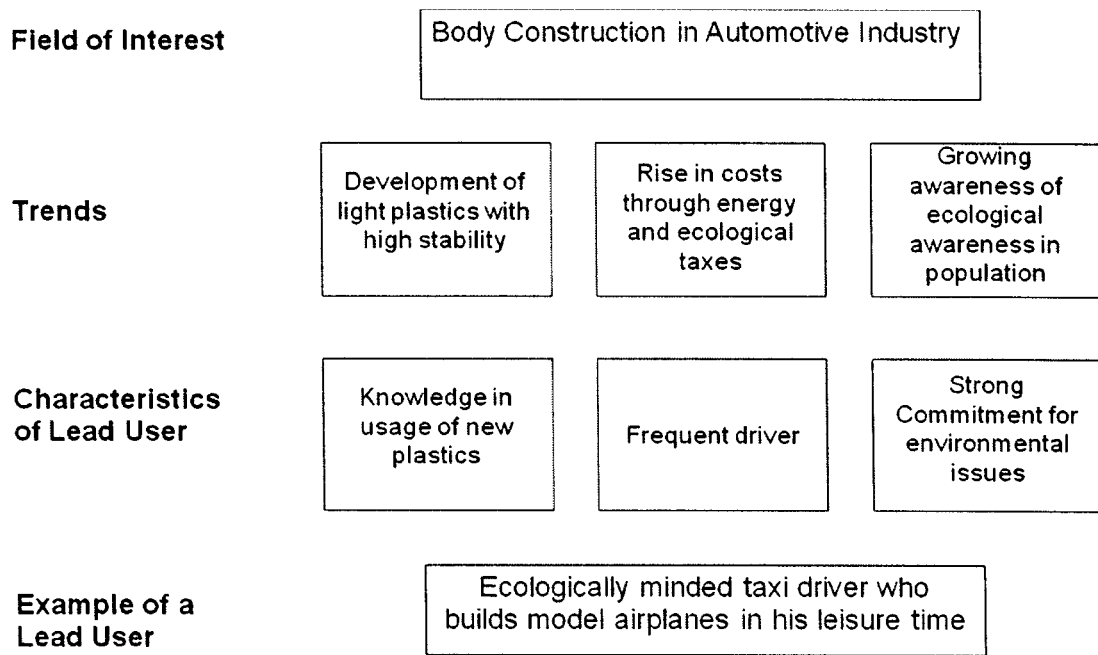 Field of Interest
Body Construction in Automotive Industry
Trends
Development of
light plastics with
high stability
Rise in costs
through energy
and ecological
taxes
Growing
awareness of
ecological
awareness in
population
Characteristics
of Lead User
Knowledge in
usage of new
plastics
Frequent driver
Strong
Commitment for
environmental
issues
Example of a
Lead User
Ecologically minded taxi driver who
builds model airplanes in his leisure time